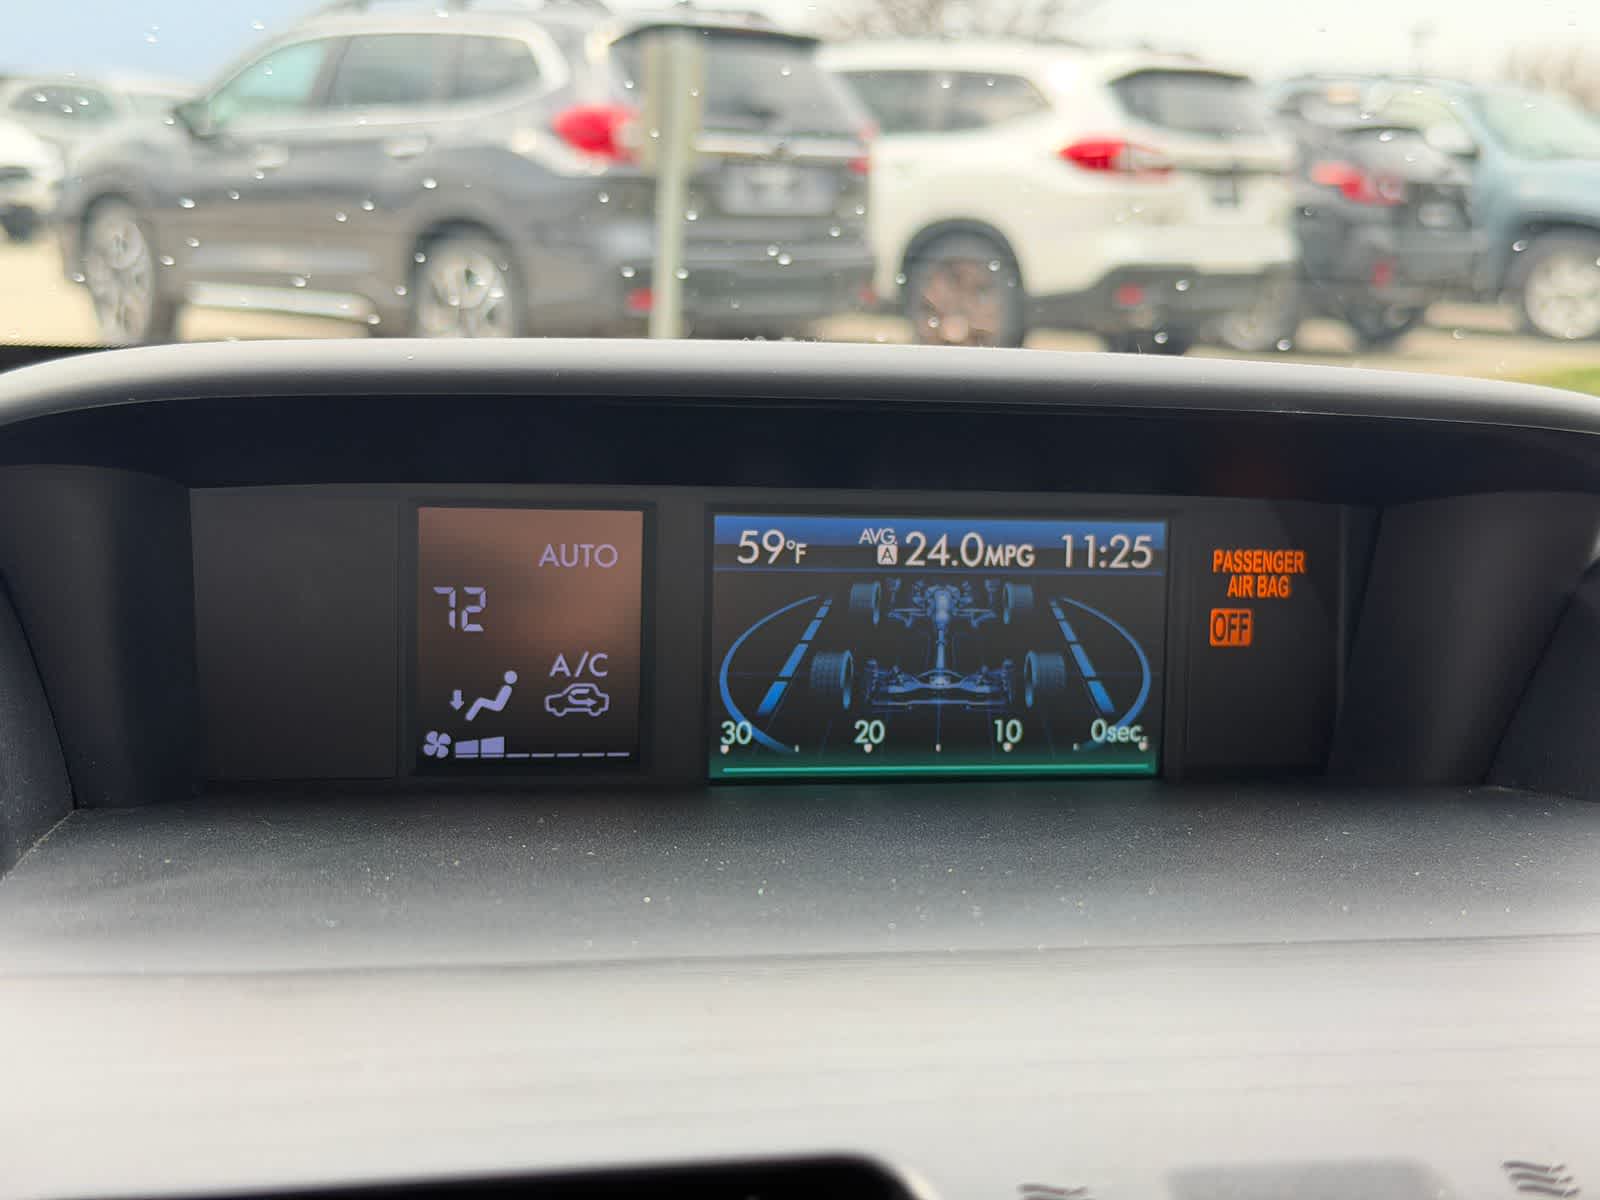 AUTO
72
A/C
59°F AVG. A 24.0MPG 11:25
30 20 10 0sec.
PASSENGER
AIR BAG
OFF